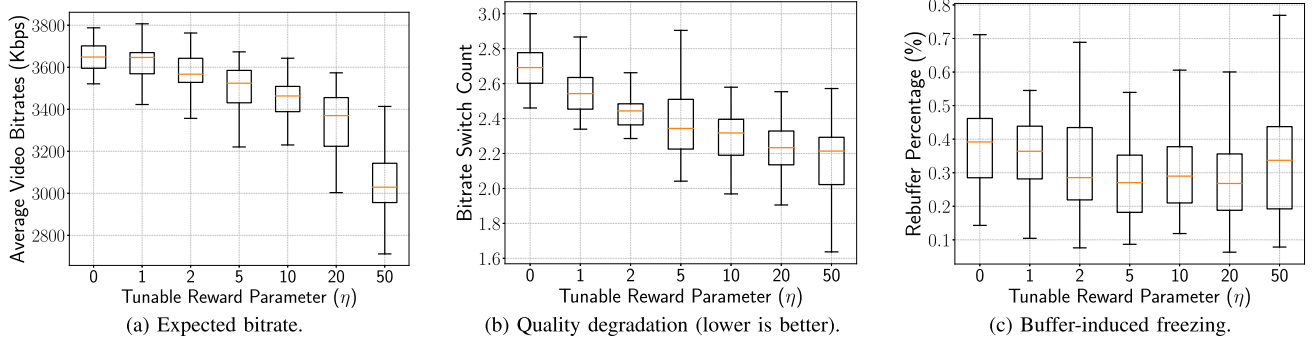 Average Video Bitrates (Kbps)
3800
3600
3400
3200
3000
2800
0 1 2 5 10 20 50
Tunable Reward Parameter (η)
(a) Expected bitrate.
Bitrate Switch Count
3.0
2.8
2.6
2.4
2.2
2.0
1.8
1.6
0 1 2 5 10 20 50
Tunable Reward Parameter (η)
(b) Quality degradation (lower is better).
Rebuffer Percentage (%)
0.8
0.7
0.6
0.5
0.4
0.3
0.2
0.1
0 1 2 5 10 20 50
Tunable Reward Parameter (η)
(c) Buffer-induced freezing.